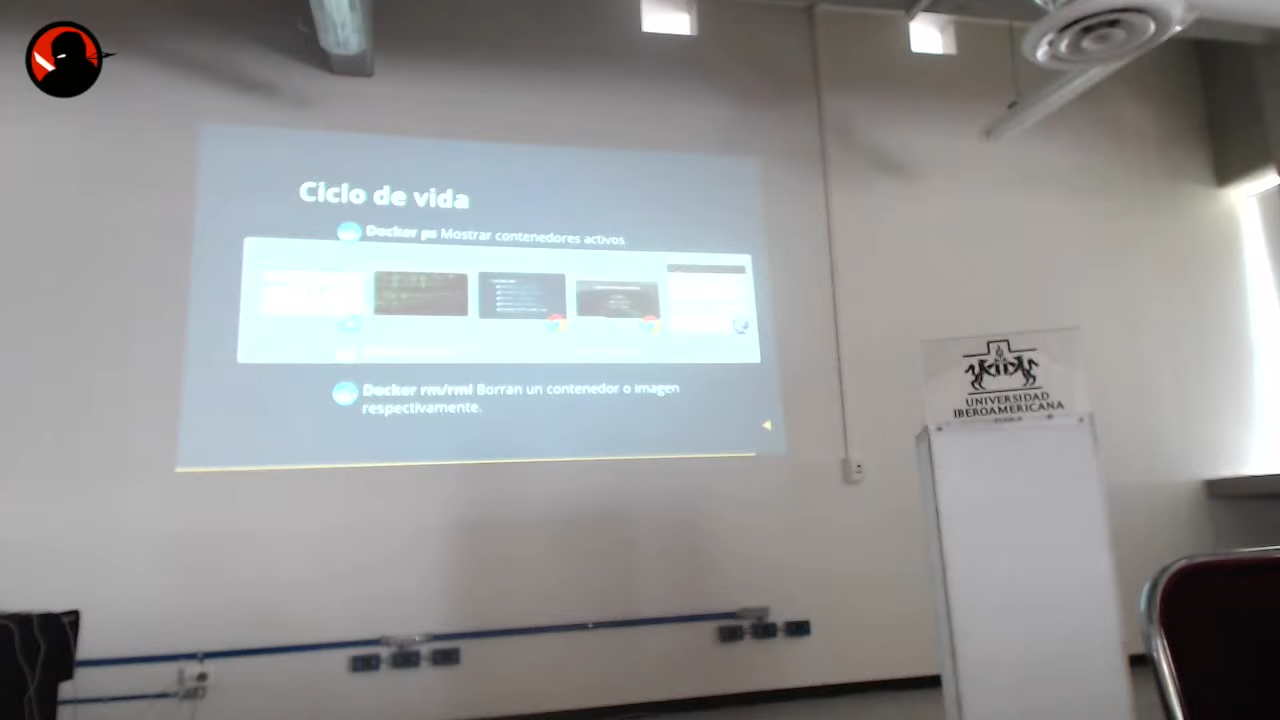 Ciclo de vida
Docker ps Mostrar contenedores activos
Docker rm/rmi Borran un contenedor o imagen
respectivamente.
UNIVERSIDAD
IBEROAMERICANA